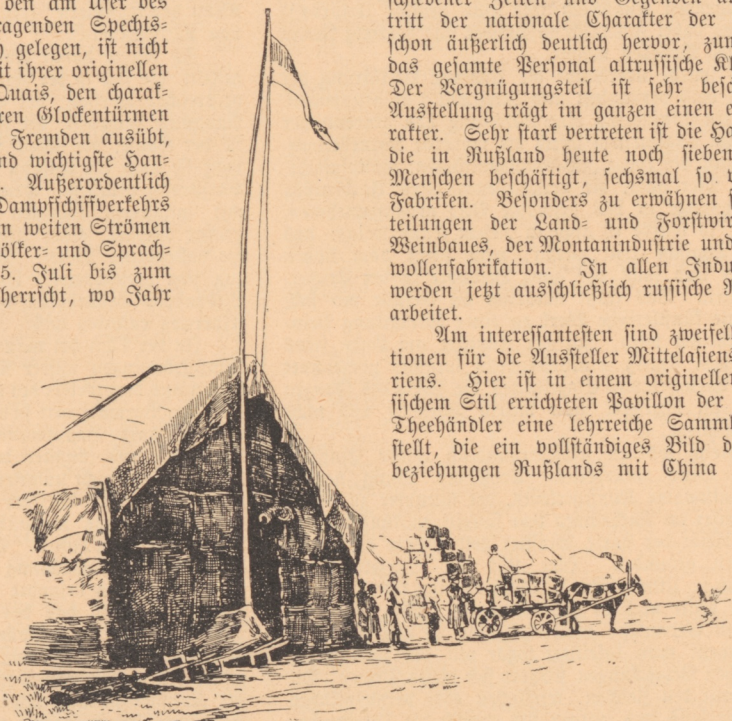 den am Ufer des
ragenden Spechts-
gelegen, ist nicht
it ihrer originellen
Quais, den charak-
ren Glockentürmen
Fremden ausübt,
nd wichtigste Han-
. Außerordentlich
Dampfschiffverkehrs
n weiten Strömen
ölker- und Sprach-
5. Juli bis zum
herrscht, wo Jahr
schiedener Zeiten und Gegenden
tritt der nationale Charakter der
schon äußerlich deutlich hervor, zum
das gesamte Personal altrussische Kl
Der Vergnügungsteil ist sehr besc
Ausstellung trägt im ganzen einen e
rakter. Sehr stark vertreten ist die Ha
die in Rußland heute noch sieben
Menschen beschäftigt, sechsmal so
Fabriken. Besonders zu erwähnen s
teilungen der Land- und Forstwir
Weinbaues, der Montanindustrie und
wollenfabrikation. In allen Indu
werden jetzt ausschließlich russische R
arbeitet.
Am interessantesten sind zweifell
tionen für die Aussteller Mittelasiens
riens. Hier ist in einem originellen
sischem Stil errichteten Pavillon der
Theehändler eine lehrreiche Samml
stellt, die ein vollständiges Bild d
beziehungen Rußlands mit China